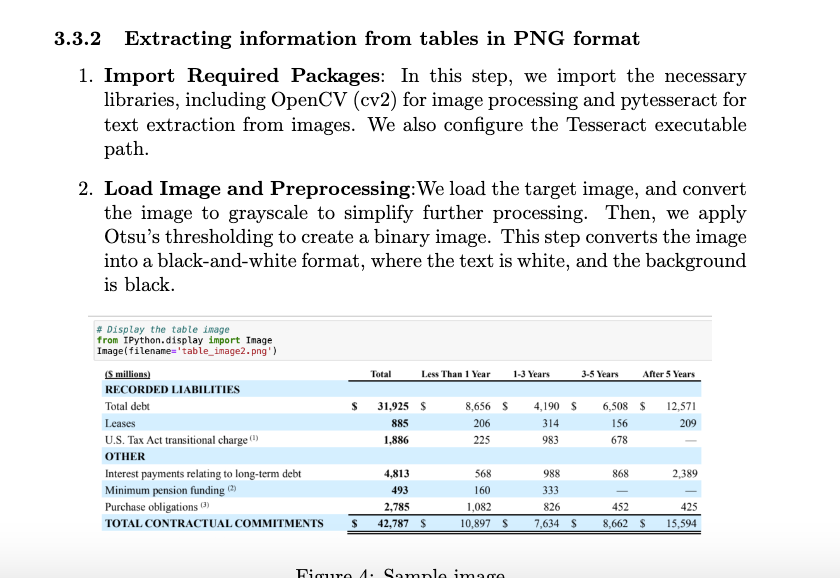 3.3.2 Extracting information from tables in PNG format
1. Import Required Packages: In this step, we import the necessary
libraries, including OpenCV (cv2) for image processing and pytesseract for
text extraction from images. We also configure the Tesseract executable
path.
2. Load Image and Preprocessing:We load the target image, and convert
the image to grayscale to simplify further processing. Then, we apply
Otsu's thresholding to create a binary image. This step converts the image
into a black-and-white format, where the text is white, and the background
is black.
# Display the table image
from IPython.display import Image
Image(filename='table_image2.png')
($ millions) Total Less Than 1 Year 1-3 Years 3-5 Years After 5 Years
RECORDED LIABILITIES
Total debt $ 31,925 $ 8,656 $ 4,190 $ 6,508 $ 12,571
Leases 885 206 314 156 209
U.S. Tax Act transitional charge (1) 1,886 225 983 678 —
OTHER
Interest payments relating to long-term debt 4,813 568 988 868 2,389
Minimum pension funding (2) 493 160 333 — —
Purchase obligations (3) 2,785 1,082 826 452 425
TOTAL CONTRACTUAL COMMITMENTS $ 42,787 $ 10,897 $ 7,634 $ 8,662 $ 15,594
Figure 4: Sample image